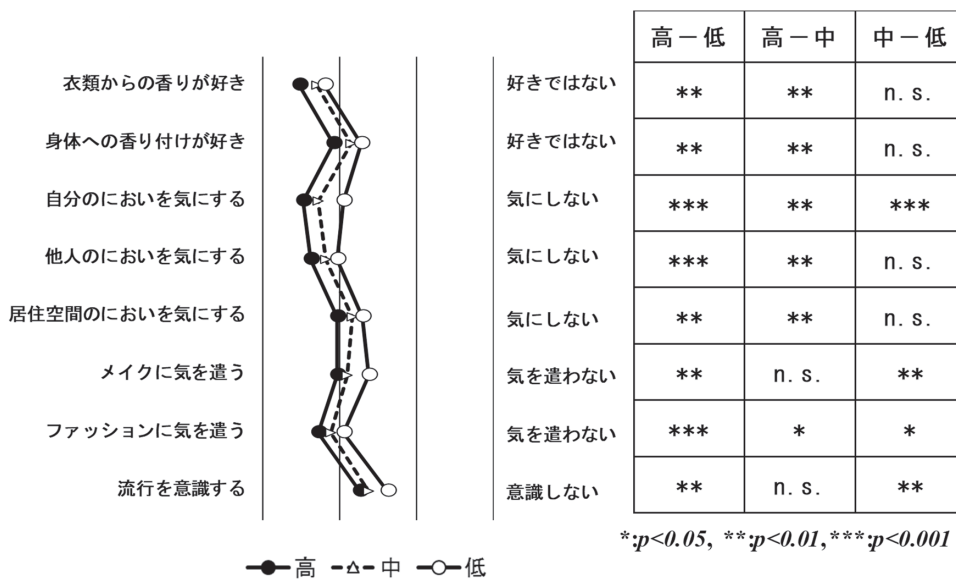 高－低 高－中 中－低
衣類からの香りが好き 好きではない ** ** n.s.
身体への香り付けが好き 好きではない ** ** n.s.
自分のにおいを気にする 気にしない *** ** ***
他人のにおいを気にする 気にしない *** ** n.s.
居住空間のにおいを気にする 気にしない ** ** n.s.
メイクに気を遣う 気を遣わない ** n.s. **
ファッションに気を遣う 気を遣わない *** * *
流行を意識する 意識しない ** n.s. **
*:p<0.05, **:p<0.01,***:p<0.001
高 中 低